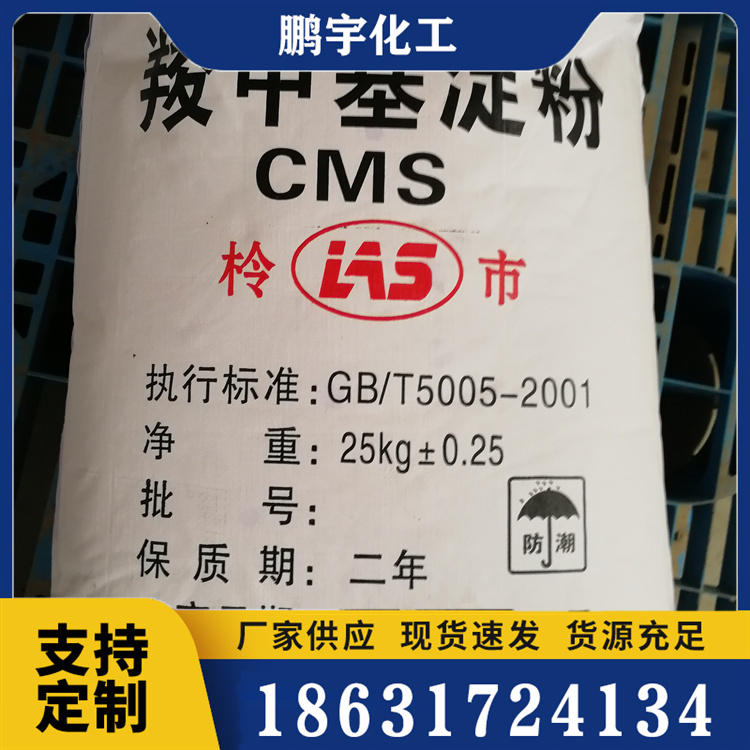 鹏宇化工
羧甲基淀粉
CMS
柃 LAS 市
执行标准:GB/T5005-2001
净 重:25kg±0.25
批 号:
保质期:二年
防潮
支持定制
厂家供应 现货速发 货源充足
18631724134